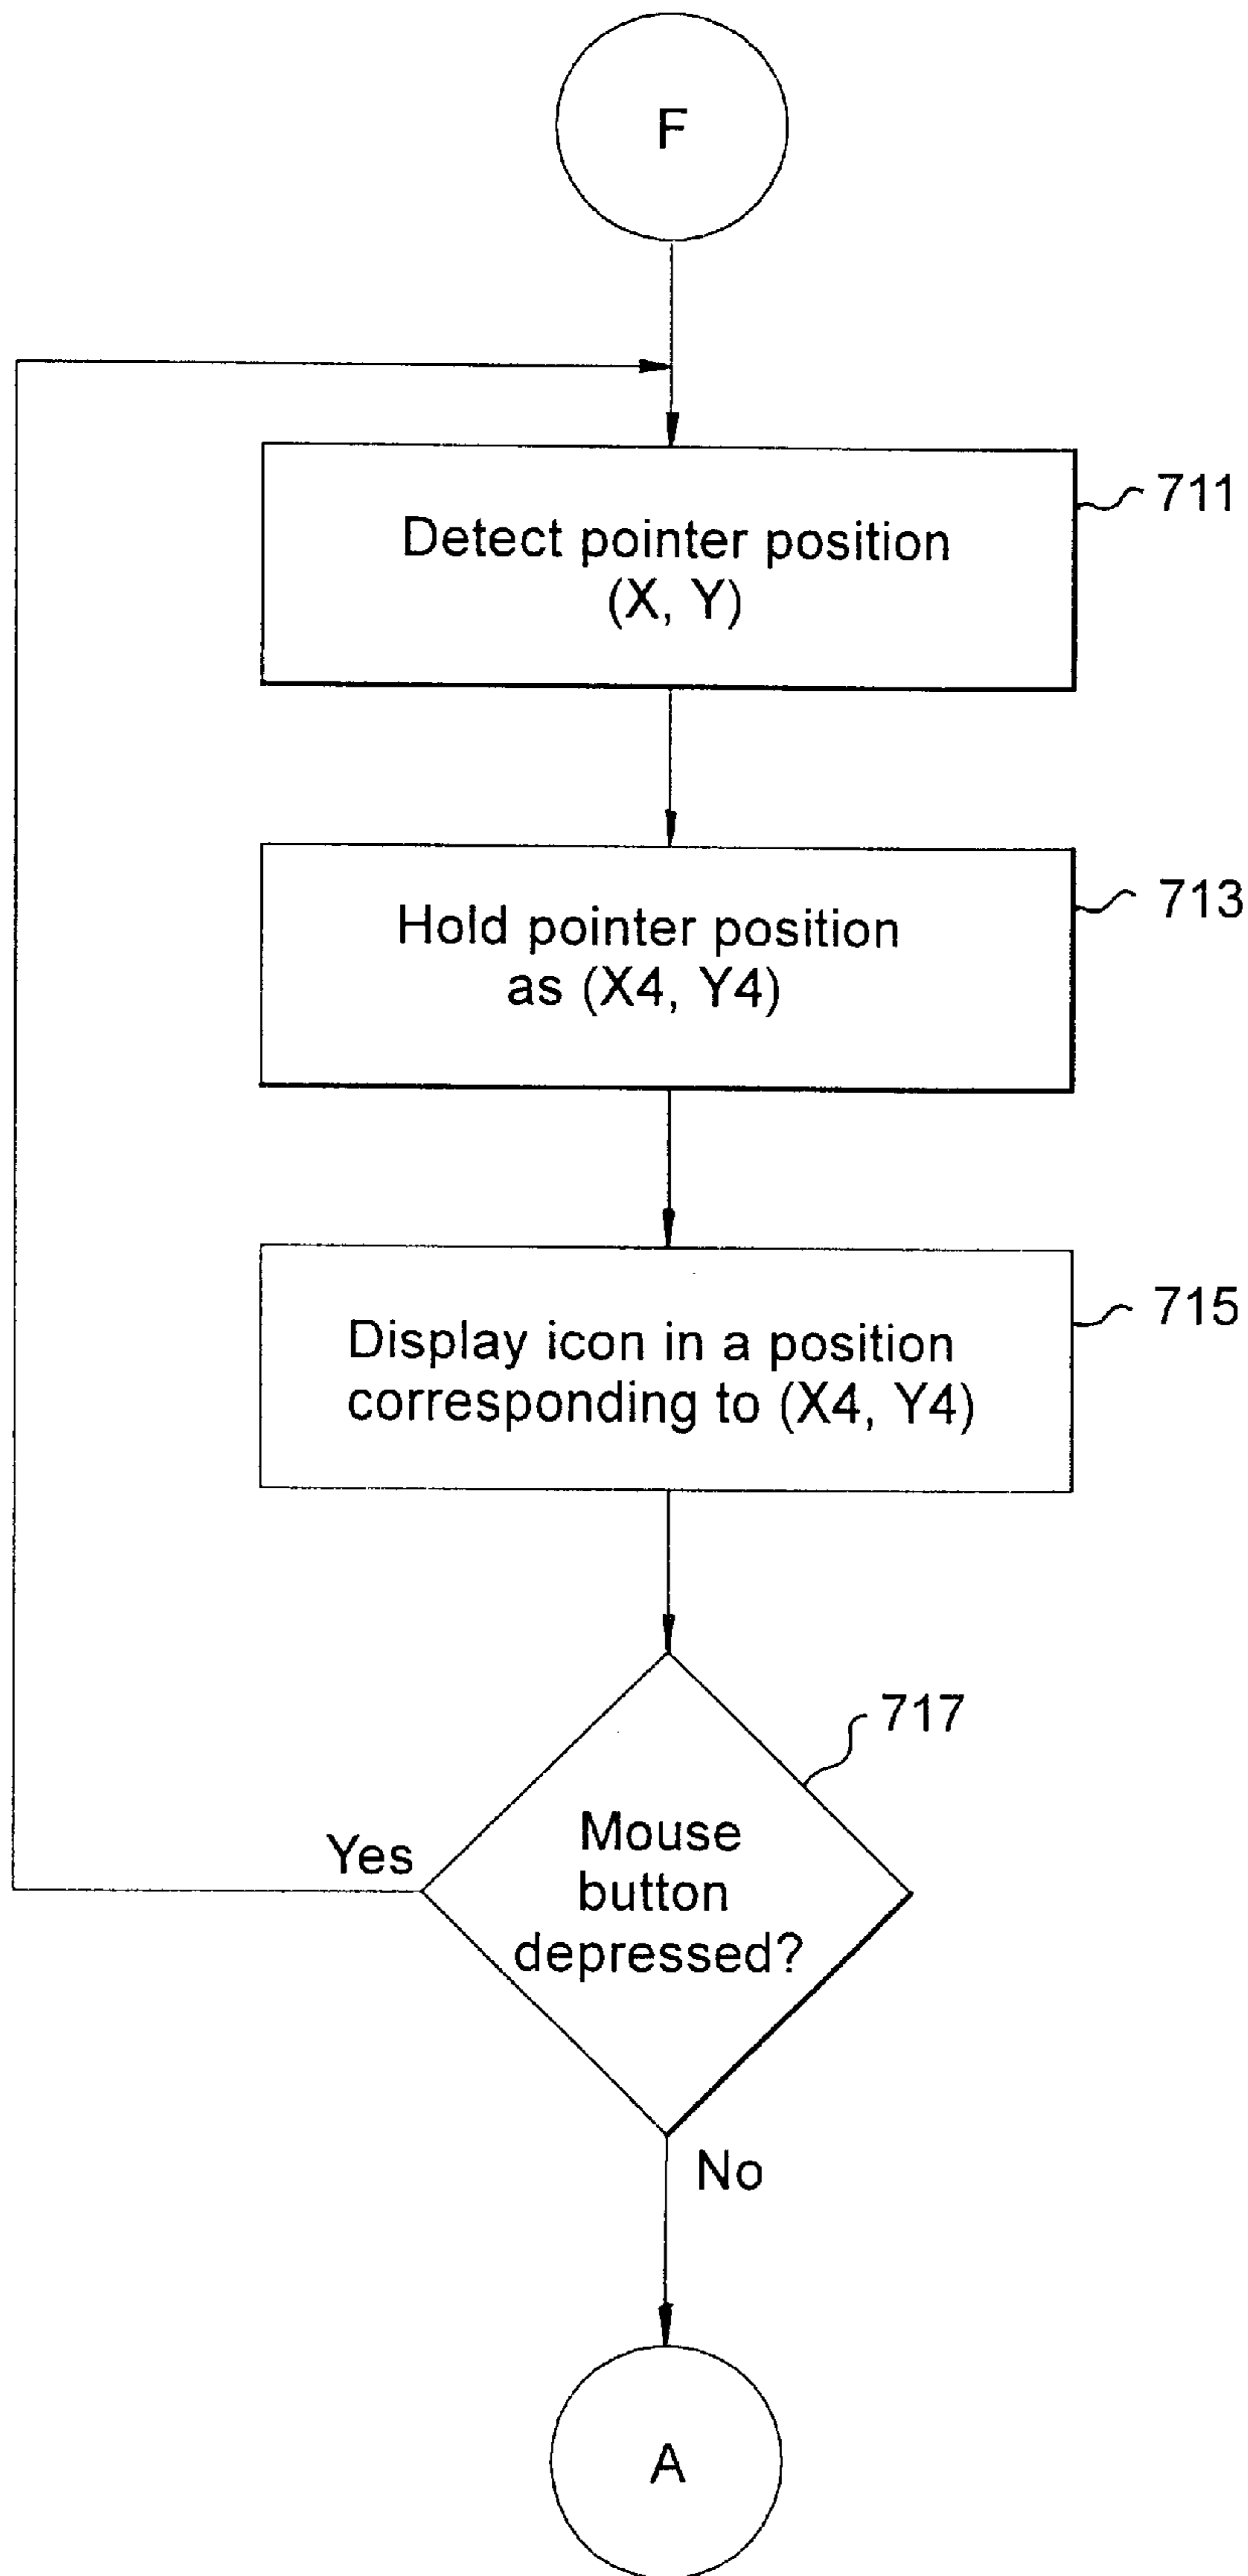 F
Detect pointer position
(X, Y)
711
Hold pointer position
as (X4, Y4)
713
Display icon in a position
corresponding to (X4, Y4)
715
Mouse
button
depressed?
717
Yes
No
A